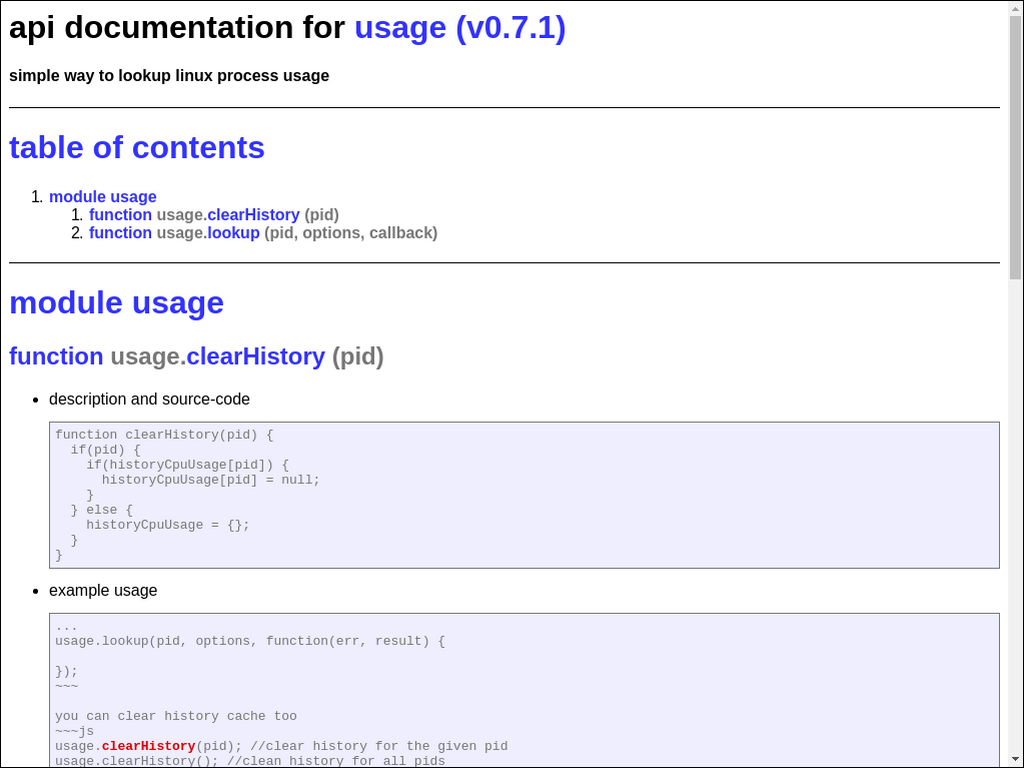 api documentation for usage (v0.7.1)
simple way to lookup linux process usage
table of contents
1. module usage
1. function usage.clearHistory (pid)
2. function usage.lookup (pid, options, callback)
module usage
function usage.clearHistory (pid)
• description and source-code
function clearHistory(pid) {
  if(pid) {
    if(historyCpuUsage[pid]) {
      historyCpuUsage[pid] = null;
    }
  } else {
    historyCpuUsage = {};
  }
}
• example usage
...
usage.lookup(pid, options, function(err, result) {
});
~~~
you can clear history cache too
~~~js
usage.clearHistory(pid); //clear history for the given pid
usage.clearHistory(); //clean history for all pids